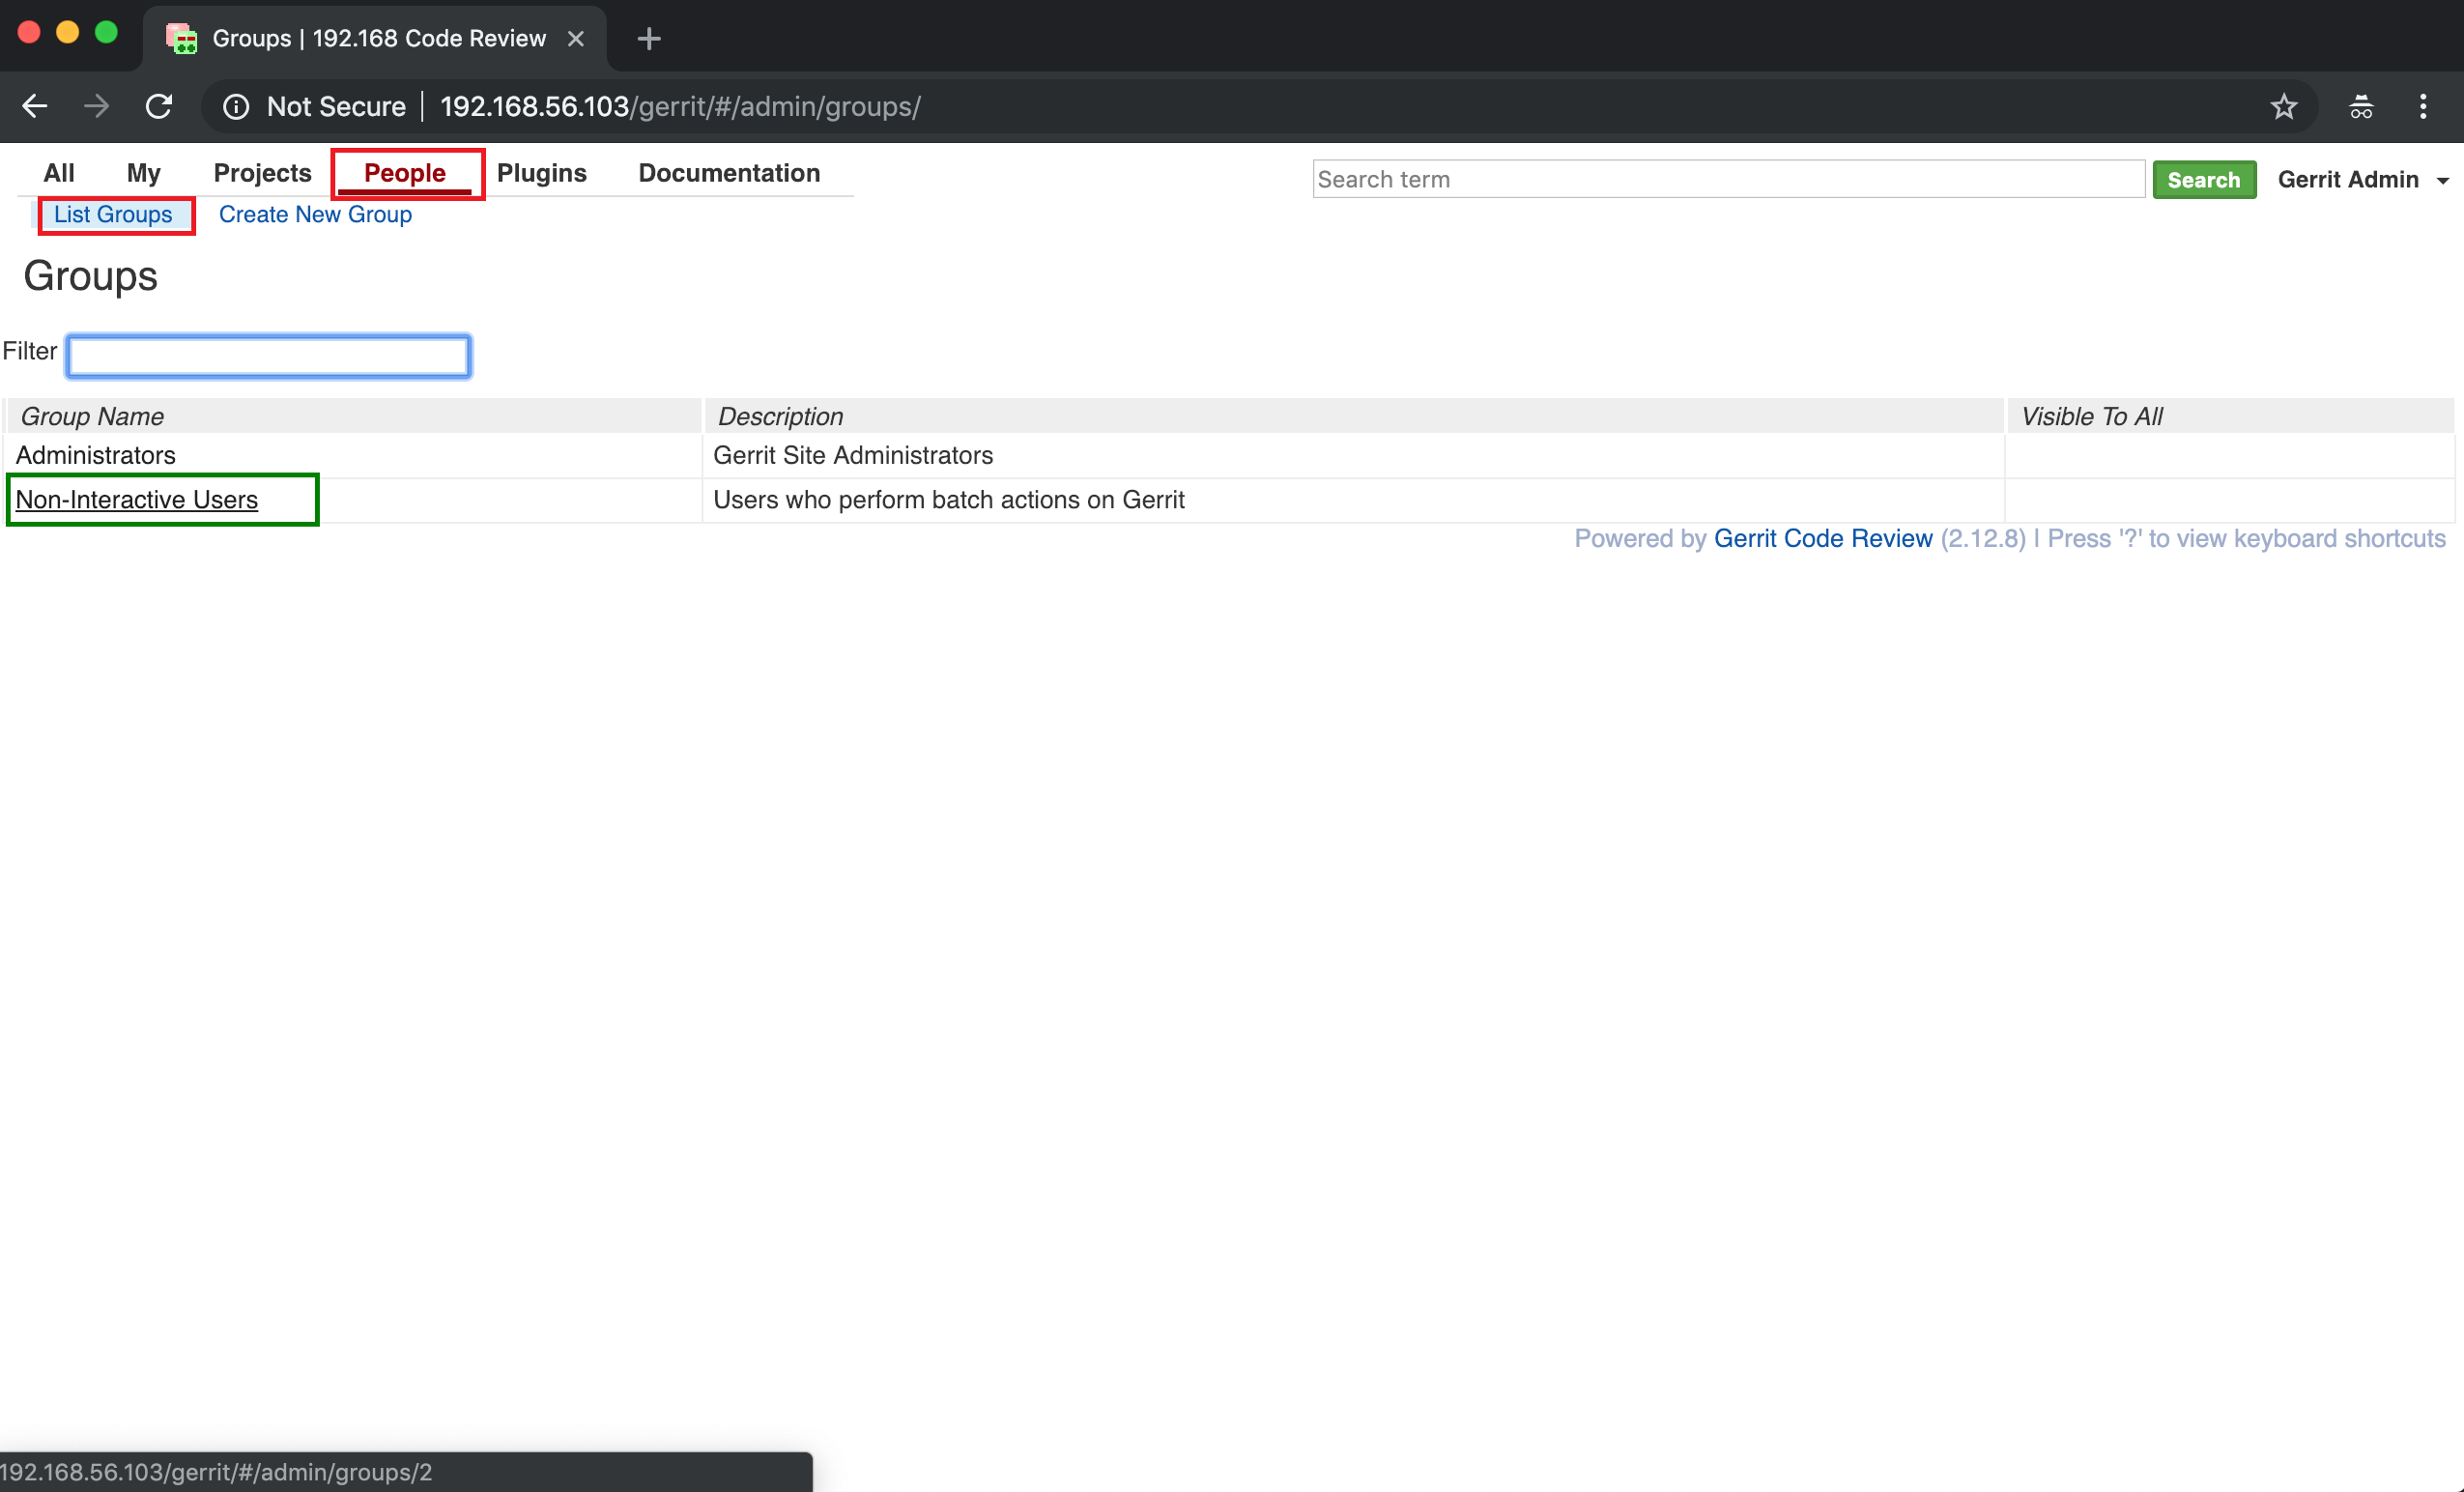 Groups | 192.168 Code Review
Not Secure | 192.168.56.103/gerrit/#/admin/groups/
All My Projects People Plugins Documentation
Search term Search Gerrit Admin
List Groups Create New Group
Groups
Filter
Group Name Description Visible To All
Administrators Gerrit Site Administrators
Non-Interactive Users Users who perform batch actions on Gerrit
Powered by Gerrit Code Review (2.12.8) | Press '?' to view keyboard shortcuts
192.168.56.103/gerrit/#/admin/groups/2